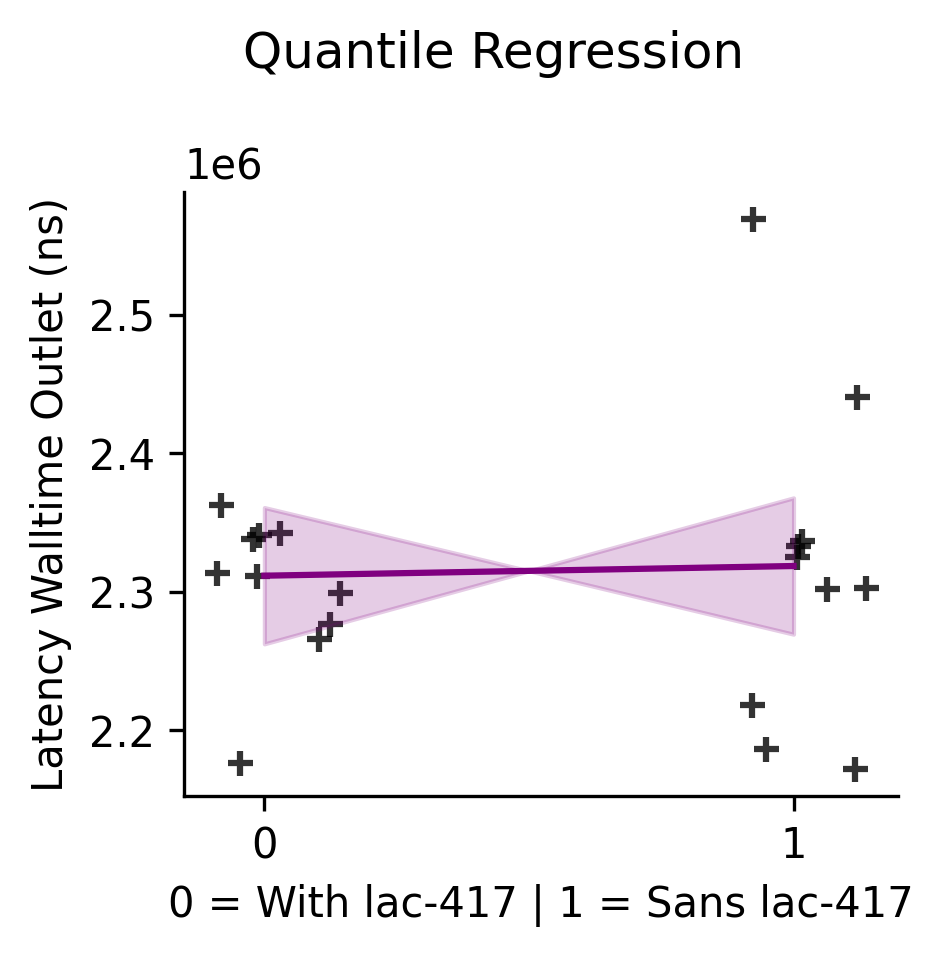 Quantile Regression
1e6
Latency Walltime Outlet (ns)
2.5
2.4
2.3
2.2
0 1
0 = With lac-417 | 1 = Sans lac-417